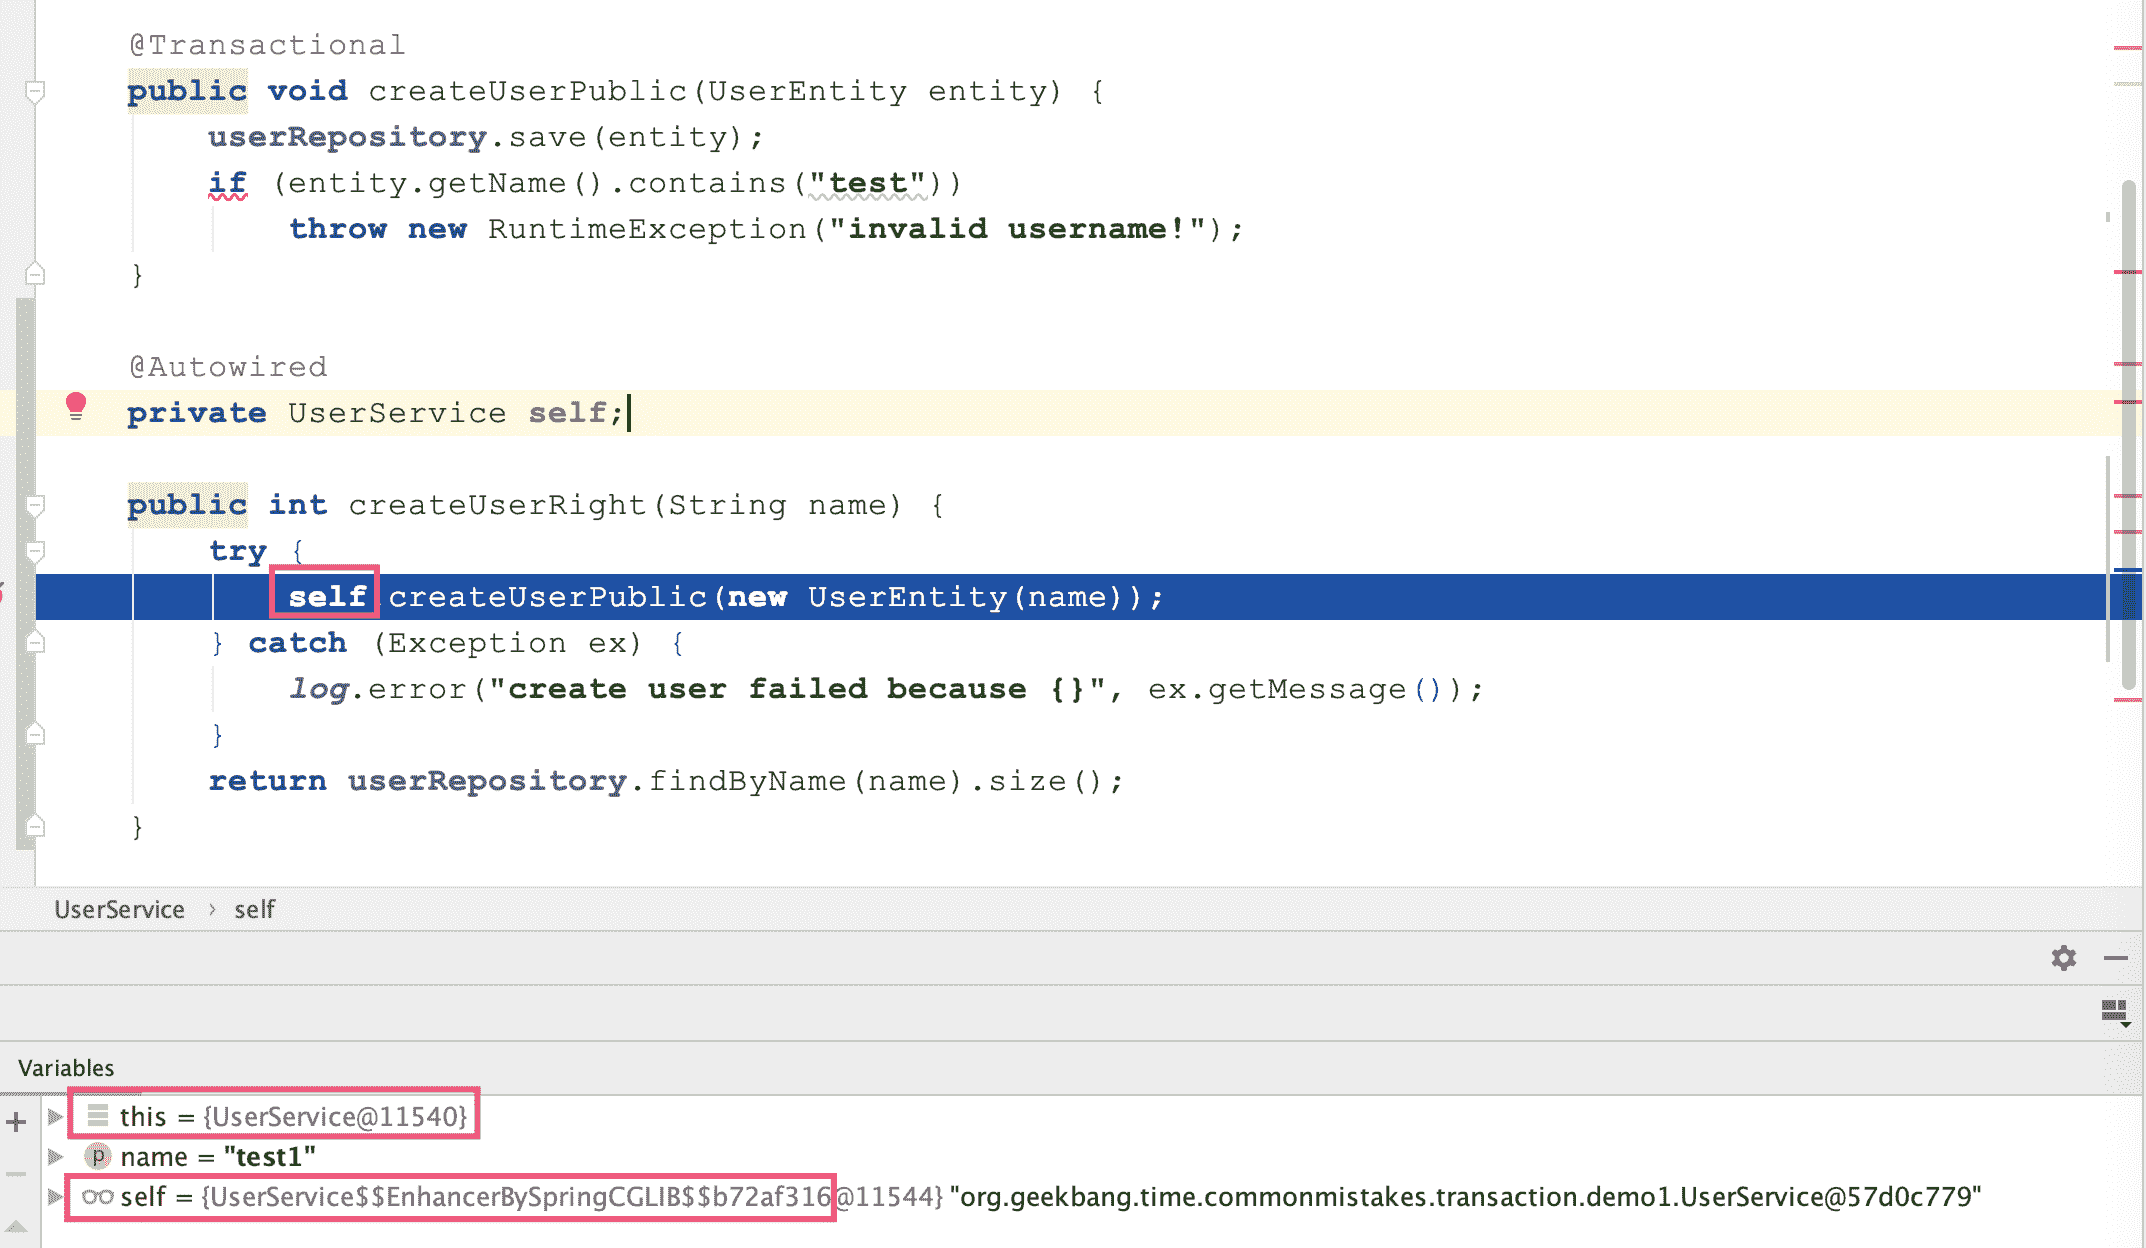 @Transactional
public void createUserPublic(UserEntity entity) {
userRepository.save(entity);
if (entity.getName().contains("test"))
throw new RuntimeException("invalid username!");
}
@Autowired
private UserService self;
public int createUserRight(String name) {
try {
self.createUserPublic(new UserEntity(name));
} catch (Exception ex) {
log.error("create user failed because {}", ex.getMessage());
}
return userRepository.findByName(name).size();
}
UserService › self
Variables
this = {UserService@11540}
p name = "test1"
self = {UserService$$EnhancerBySpringCGLIB$$b72af316@11544} "org.geekbang.time.commonmistakes.transaction.demo1.UserService@57d0c779"